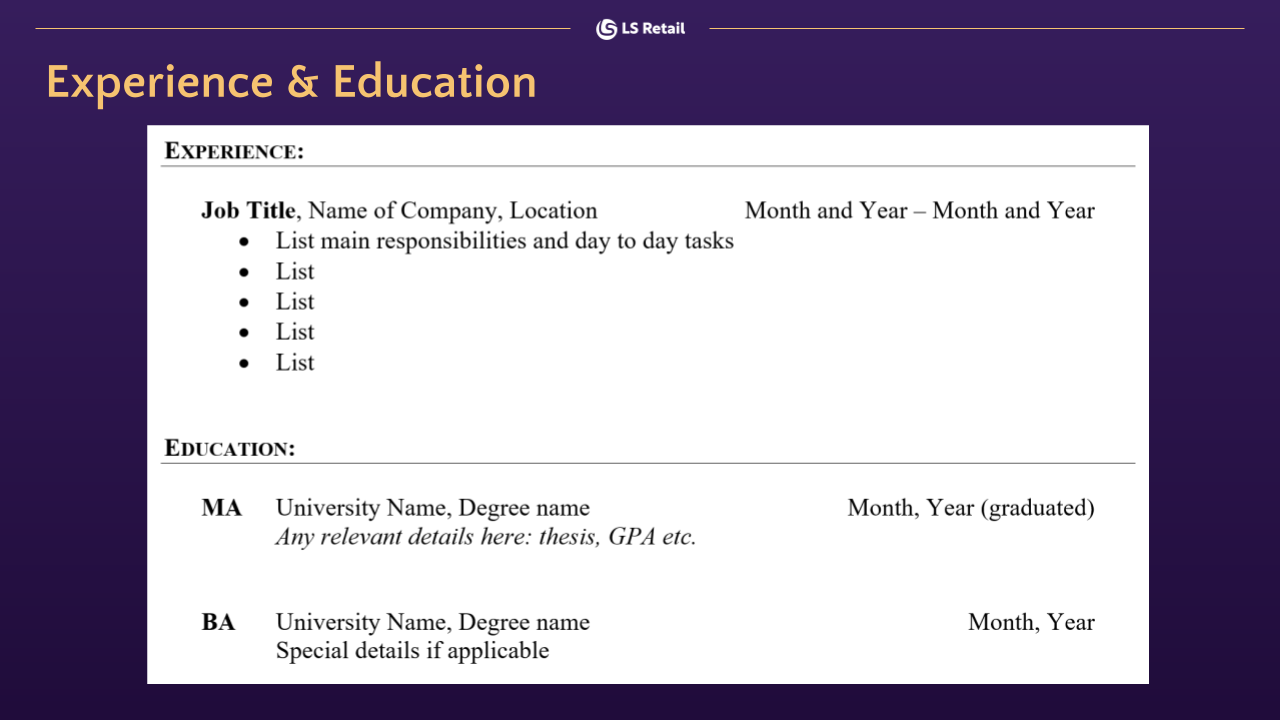 LS Retail
Experience & Education
EXPERIENCE:
Job Title, Name of Company, Location Month and Year – Month and Year
• List main responsibilities and day to day tasks
• List
• List
• List
• List
EDUCATION:
MA University Name, Degree name Month, Year (graduated)
Any relevant details here: thesis, GPA etc.
BA University Name, Degree name Month, Year
Special details if applicable